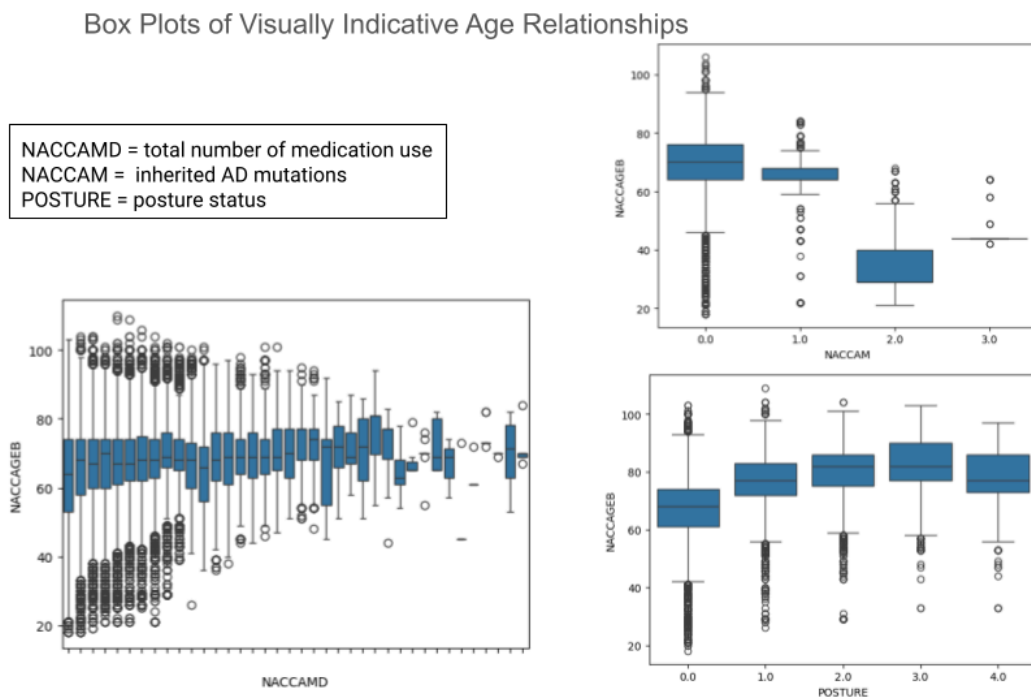 Box Plots of Visually Indicative Age Relationships
NACCAMD = total number of medication use
NACCAM = inherited AD mutations
POSTURE = posture status
NACCAGEB
100
80
60
40
20
0.0 1.0 2.0 3.0
NACCAM
NACCAGEB
100
80
60
40
20
NACCAMD
NACCAGEB
100
80
60
40
20
0.0 1.0 2.0 3.0 4.0
POSTURE